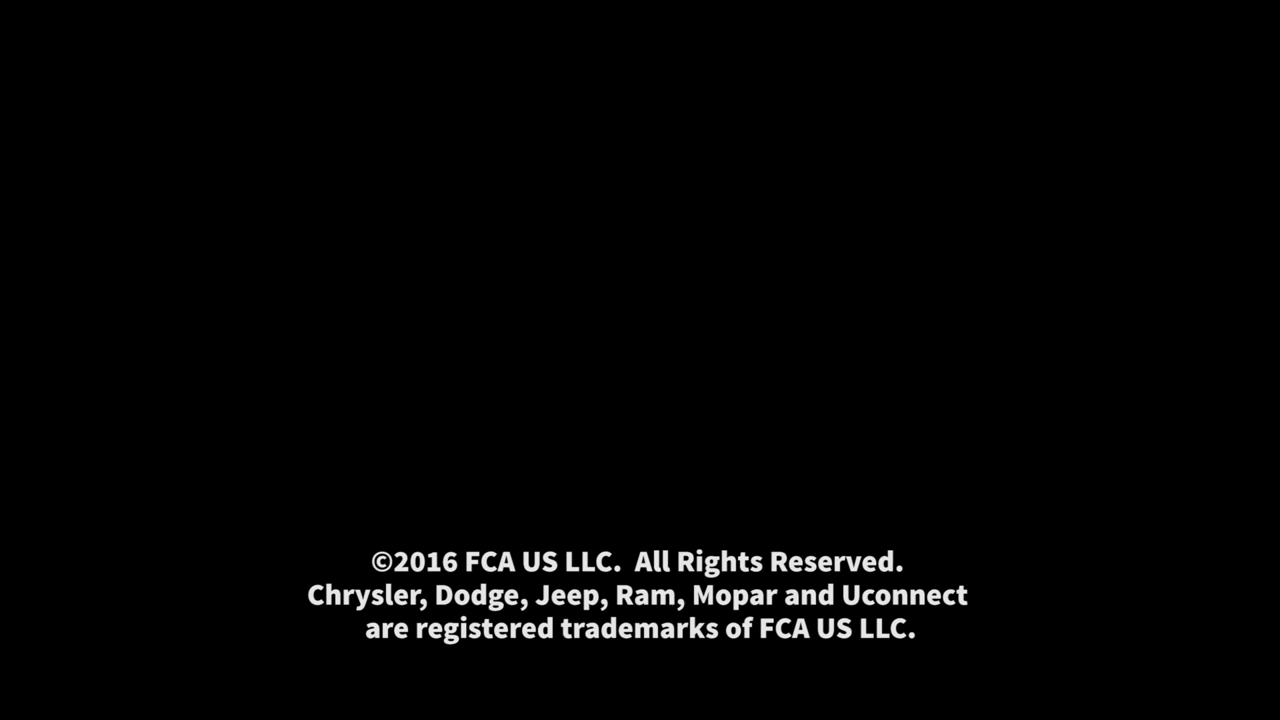 ©2016 FCA US LLC.  All Rights Reserved.
Chrysler, Dodge, Jeep, Ram, Mopar and Uconnect
are registered trademarks of FCA US LLC.